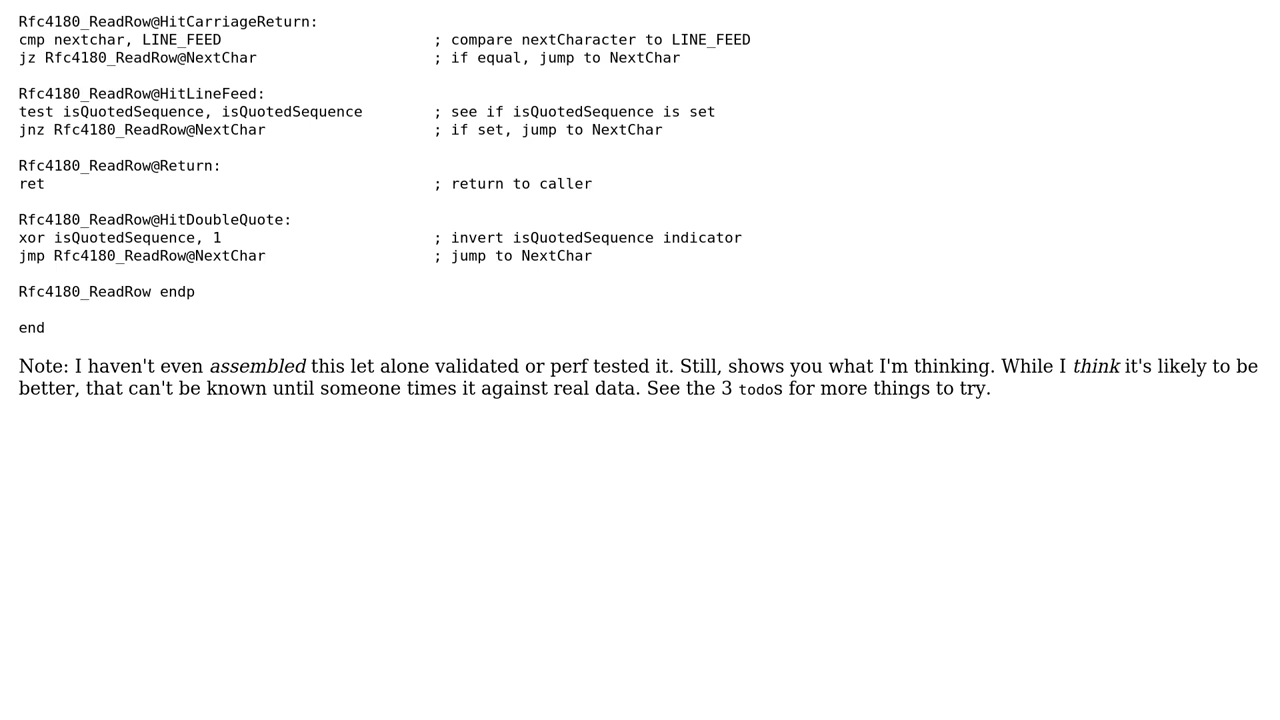 Rfc4180_ReadRow@HitCarriageReturn:
cmp nextchar, LINE_FEED                        ; compare nextCharacter to LINE_FEED
jz Rfc4180_ReadRow@NextChar                    ; if equal, jump to NextChar

Rfc4180_ReadRow@HitLineFeed:
test isQuotedSequence, isQuotedSequence        ; see if isQuotedSequence is set
jnz Rfc4180_ReadRow@NextChar                   ; if set, jump to NextChar

Rfc4180_ReadRow@Return:
ret                                            ; return to caller

Rfc4180_ReadRow@HitDoubleQuote:
xor isQuotedSequence, 1                        ; invert isQuotedSequence indicator
jmp Rfc4180_ReadRow@NextChar                   ; jump to NextChar

Rfc4180_ReadRow endp

end

Note: I haven't even assembled this let alone validated or perf tested it. Still, shows you what I'm thinking. While I think it's likely to be
better, that can't be known until someone times it against real data. See the 3 todos for more things to try.